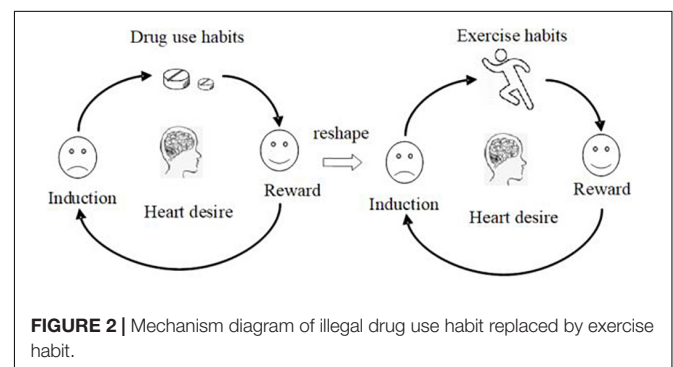 Drug use habits
Exercise habits
reshape
Induction
Reward
Heart desire
Induction
Reward
Heart desire
FIGURE 2 | Mechanism diagram of illegal drug use habit replaced by exercise
habit.